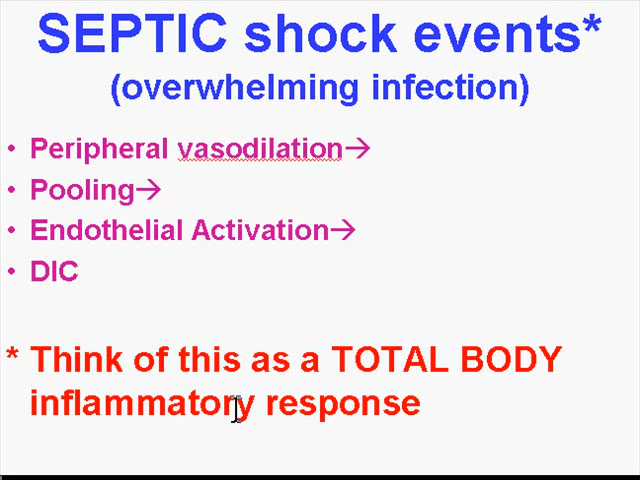 SEPTIC shock events*
(overwhelming infection)
• Peripheral vasodilation→
• Pooling→
• Endothelial Activation→
• DIC
* Think of this as a TOTAL BODY
inflammatory response